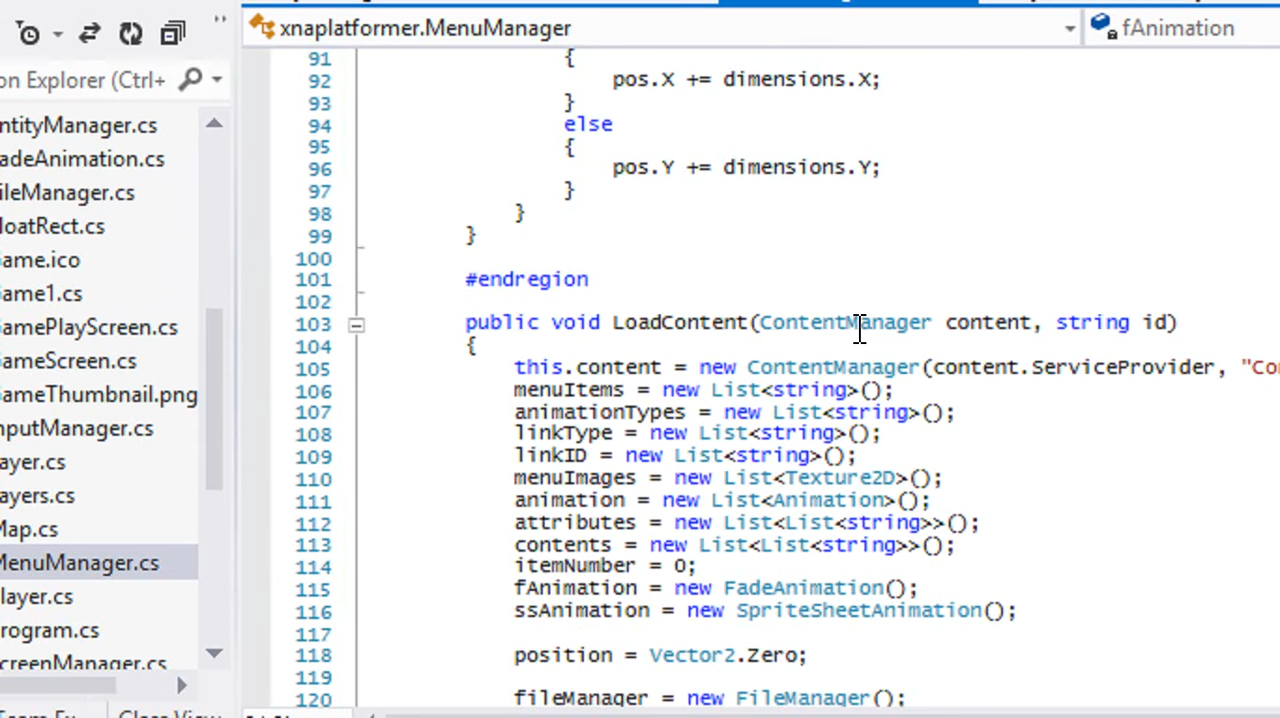 xnaplatformer.MenuManager
fAnimation
on Explorer (Ctrl+
ntityManager.cs
adeAnimation.cs
ileManager.cs
loatRect.cs
ame.ico
ame1.cs
amePlayScreen.cs
ameScreen.cs
ameThumbnail.png
nputManager.cs
ayer.cs
ayers.cs
Map.cs
MenuManager.cs
layer.cs
rogram.cs
creenManager.cs
Class View
91 {
92 pos.X += dimensions.X;
93 }
94 else
95 {
96 pos.Y += dimensions.Y;
97 }
98 }
99 }
100
101 #endregion
102
103 public void LoadContent(ContentManager content, string id)
104 {
105 this.content = new ContentManager(content.ServiceProvider, "Co
106 menuItems = new List<string>();
107 animationTypes = new List<string>();
108 linkType = new List<string>();
109 linkID = new List<string>();
110 menuImages = new List<Texture2D>();
111 animation = new List<Animation>();
112 attributes = new List<List<string>>();
113 contents = new List<List<string>>();
114 itemNumber = 0;
115 fAnimation = new FadeAnimation();
116 ssAnimation = new SpriteSheetAnimation();
117
118 position = Vector2.Zero;
119
120 fileManager = new FileManager();